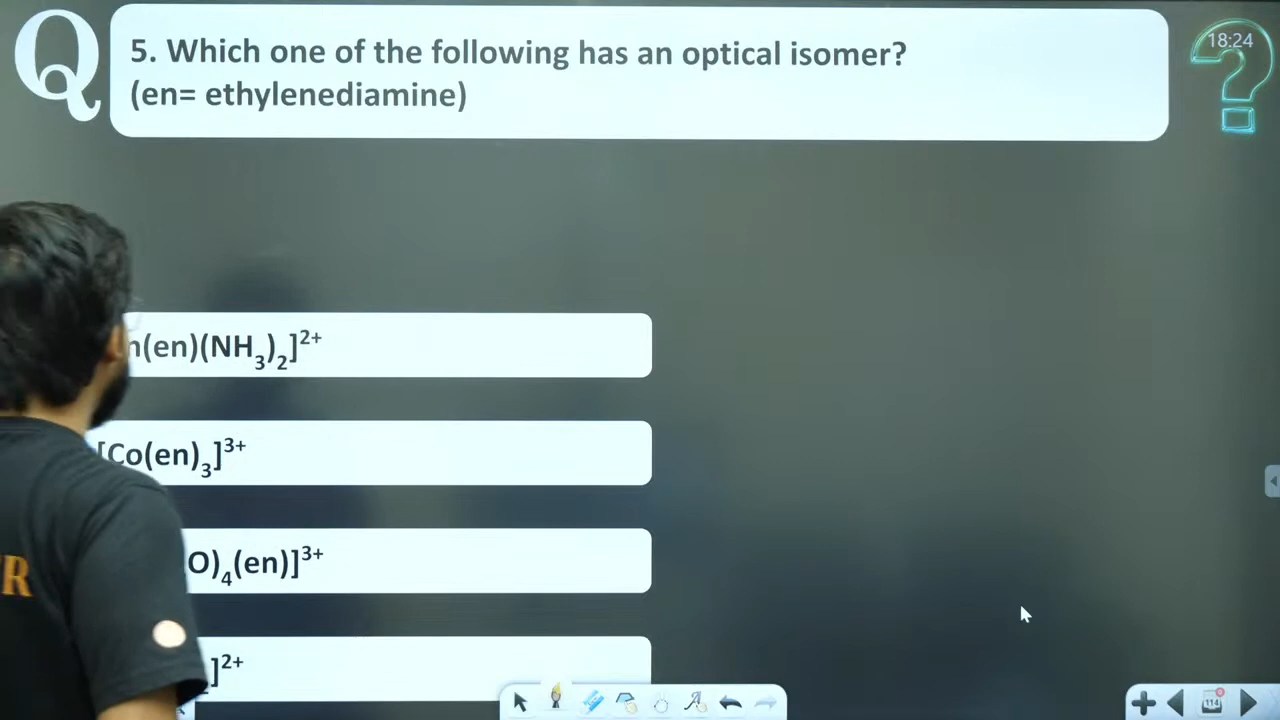 Q
5. Which one of the following has an optical isomer?
(en= ethylenediamine)
18:24
n(en)(NH₃)₂]²⁺
[Co(en)₃]³⁺
O)₄(en)]³⁺
]²⁺
R
114